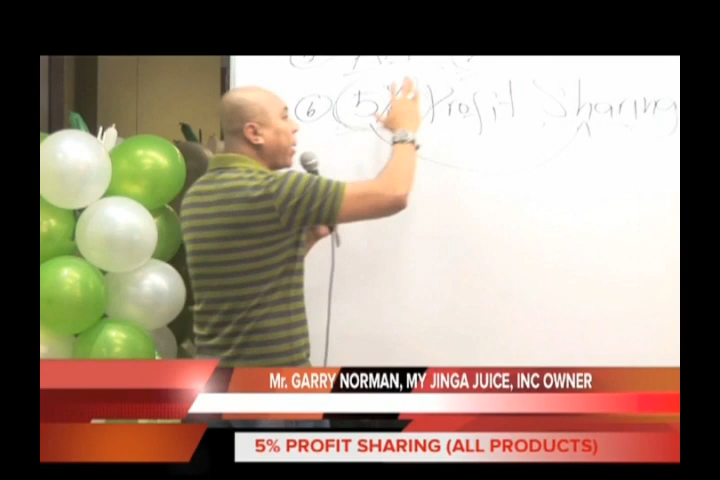 ⑥ 5% Profit Sharing
Mr. GARRY NORMAN, MY JINGA JUICE, INC OWNER
5% PROFIT SHARING (ALL PRODUCTS)